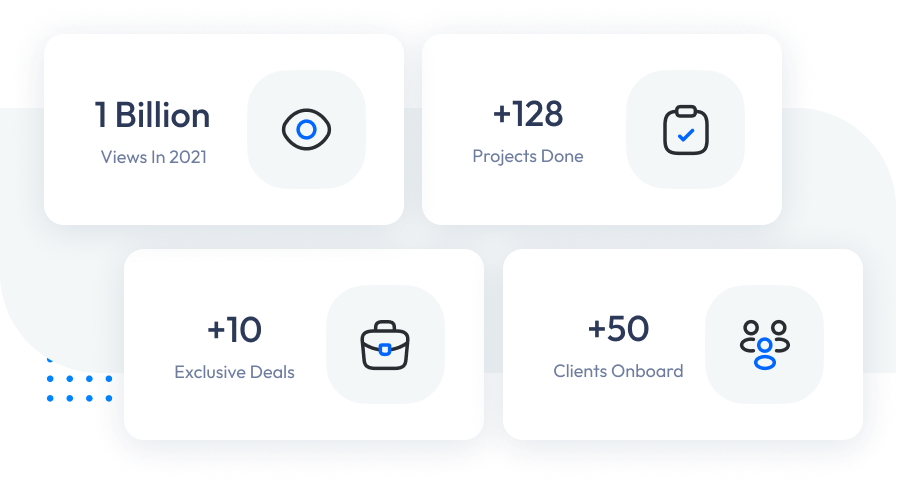 1 Billion
Views In 2021
+128
Projects Done
+10
Exclusive Deals
+50
Clients Onboard